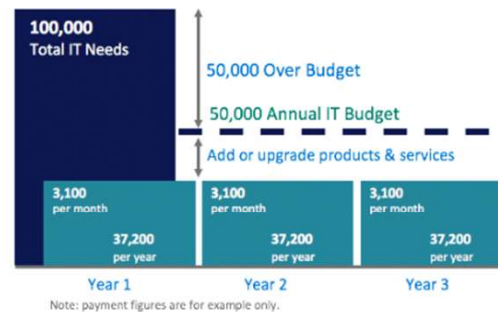 100,000
Total IT Needs
50,000 Over Budget
50,000 Annual IT Budget
Add or upgrade products & services
3,100
per month
37,200
per year
3,100
per month
37,200
per year
3,100
per month
37,200
per year
Year 1
Year 2
Year 3
Note: payment figures are for example only.